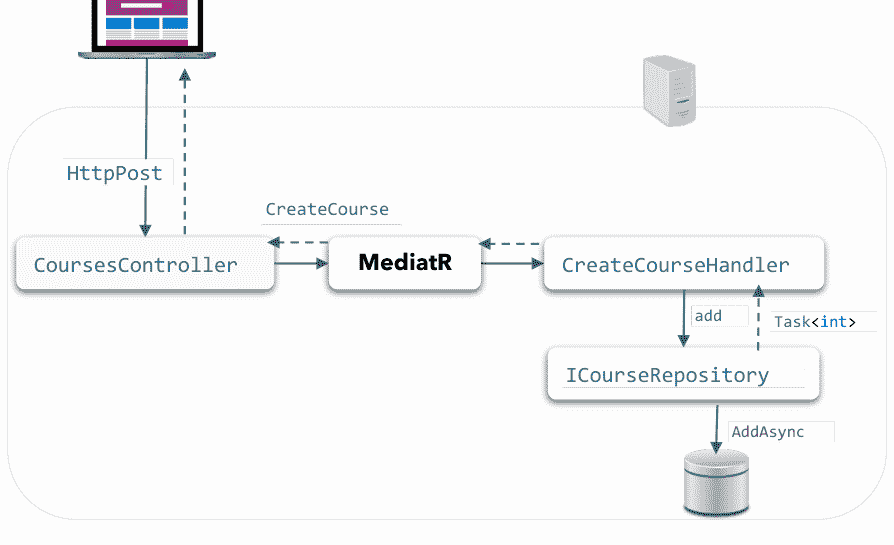 HttpPost
CreateCourse
CoursesController
MediatR
CreateCourseHandler
add
Task<int>
ICourseRepository
AddAsync